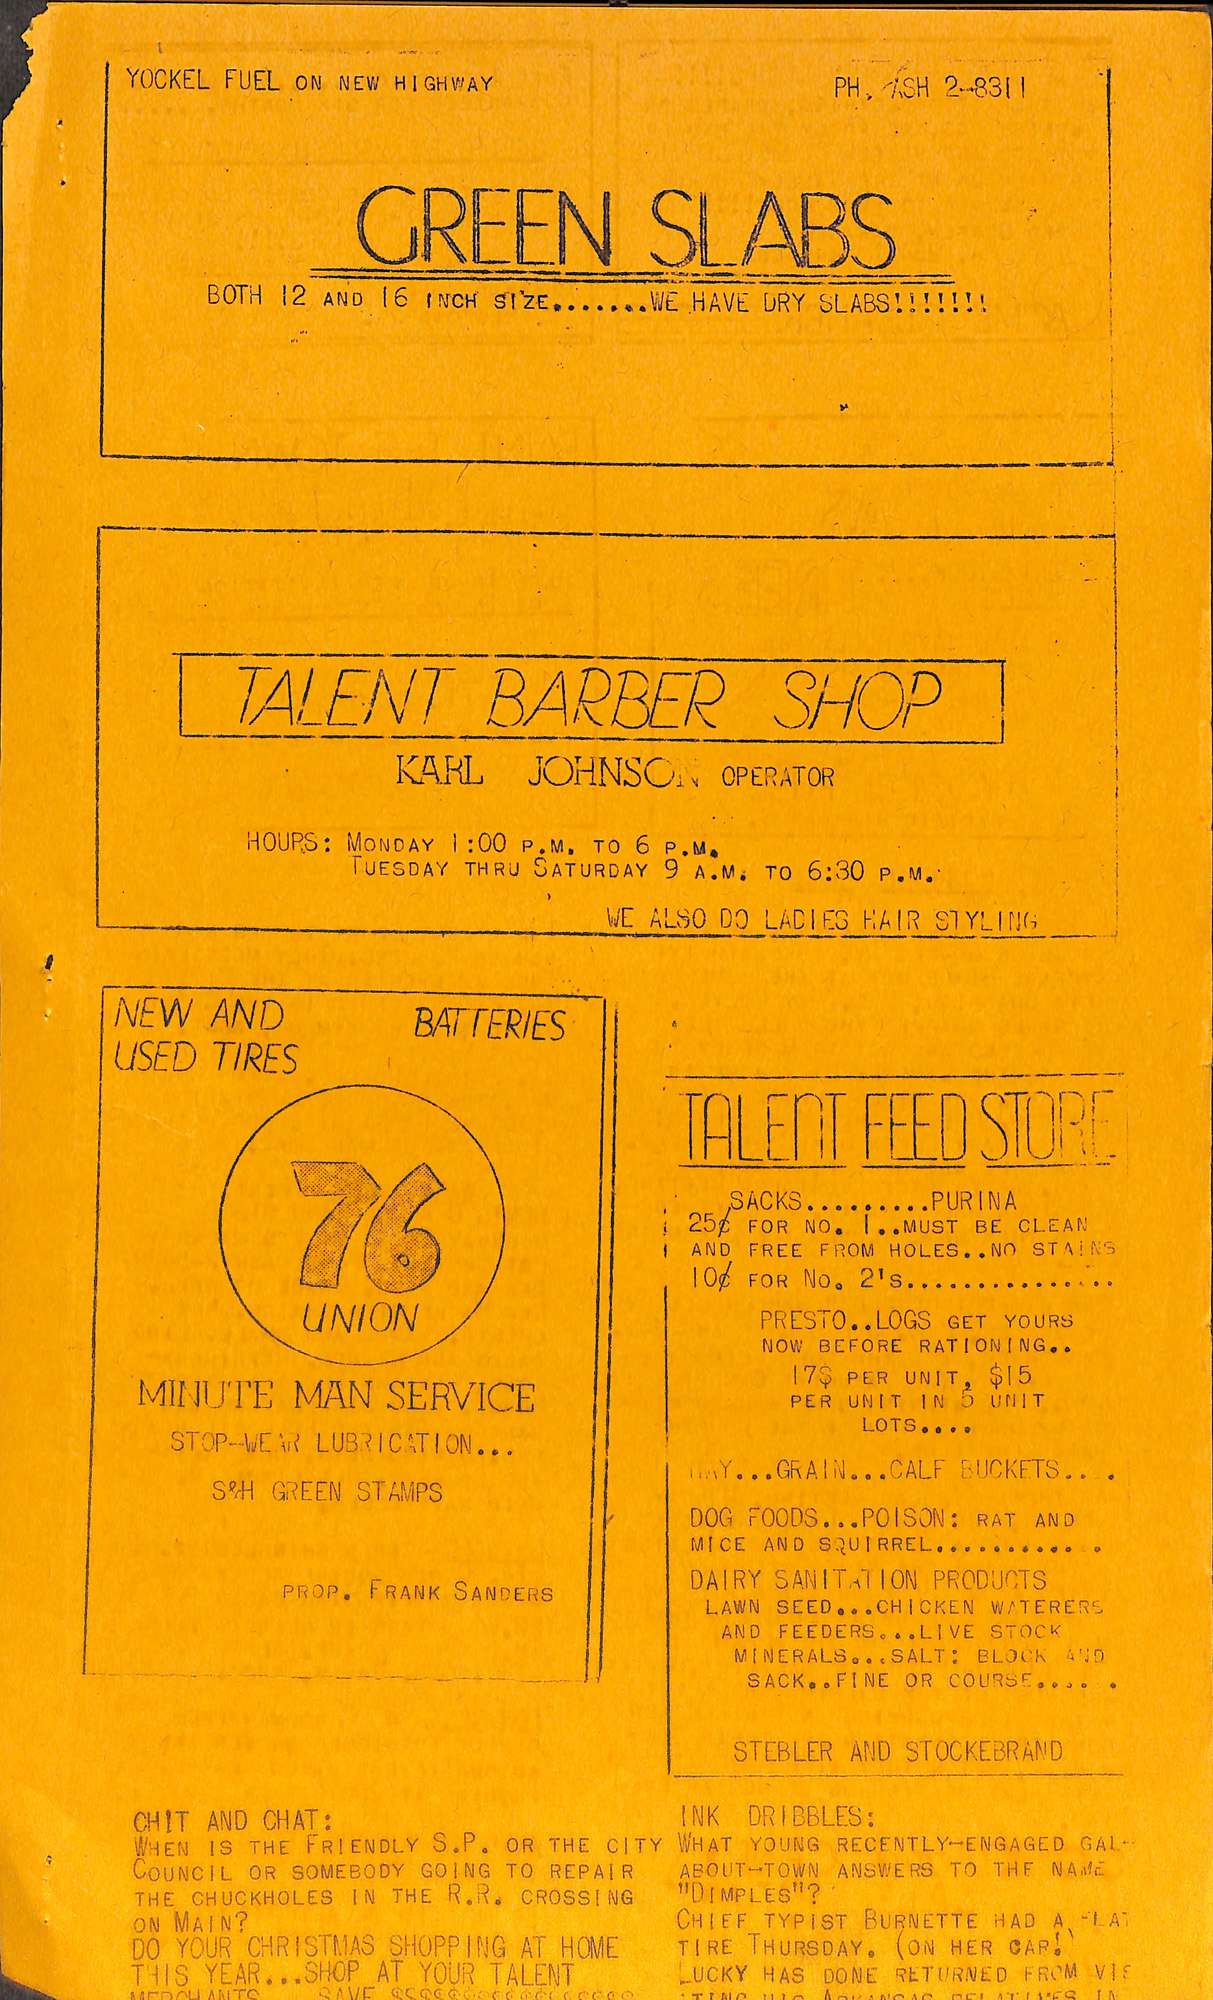 YOCKEL FUEL ON NEW HIGHWAY PH. ASH 2-8311
GREEN SLABS
BOTH 12 AND 16 INCH SIZE.......WE HAVE DRY SLABS!!!!!!!
TALENT BARBER SHOP
KARL JOHNSON OPERATOR
HOURS: MONDAY 1:00 P.M. TO 6 P.M.
TUESDAY THRU SATURDAY 9 A.M. TO 6:30 P.M.
WE ALSO DO LADIES HAIR STYLING
NEW AND BATTERIES
USED TIRES
76
UNION
MINUTE MAN SERVICE
STOP-WEAR LUBRICATION...
S&H GREEN STAMPS
PROP. FRANK SANDERS
TALENT FEED STORE
SACKS.........PURINA
25¢ FOR NO. 1..MUST BE CLEAN
AND FREE FROM HOLES..NO STAINS
10¢ FOR NO. 2'S...............
PRESTO..LOGS GET YOURS
NOW BEFORE RATIONING..
17$ PER UNIT, $15
PER UNIT IN 5 UNIT
LOTS....
HAY...GRAIN...CALF BUCKETS....
DOG FOODS...POISON: RAT AND
MICE AND SQUIRREL............
DAIRY SANITATION PRODUCTS
LAWN SEED...CHICKEN WATERERS
AND FEEDERS...LIVE STOCK
MINERALS...SALT: BLOCK AND
SACK..FINE OR COURSE......
STEBLER AND STOCKEBRAND
CHIT AND CHAT:
WHEN IS THE FRIENDLY S.P. OR THE CITY
COUNCIL OR SOMEBODY GOING TO REPAIR
THE CHUCKHOLES IN THE R.R. CROSSING
ON MAIN?
DO YOUR CHRISTMAS SHOPPING AT HOME
THIS YEAR...SHOP AT YOUR TALENT
MERCHANTS SAVE $$$$$$$$$$$$$$$$$
INK DRIBBLES:
WHAT YOUNG RECENTLY-ENGAGED GAL-
ABOUT-TOWN ANSWERS TO THE NAME
"DIMPLES"?
CHIEF TYPIST BURNETTE HAD A FLAT
TIRE THURSDAY. (ON HER CAR!
LUCKY HAS DONE RETURNED FROM VIS
ITING HIS ARKANSAS RELATIVES IN